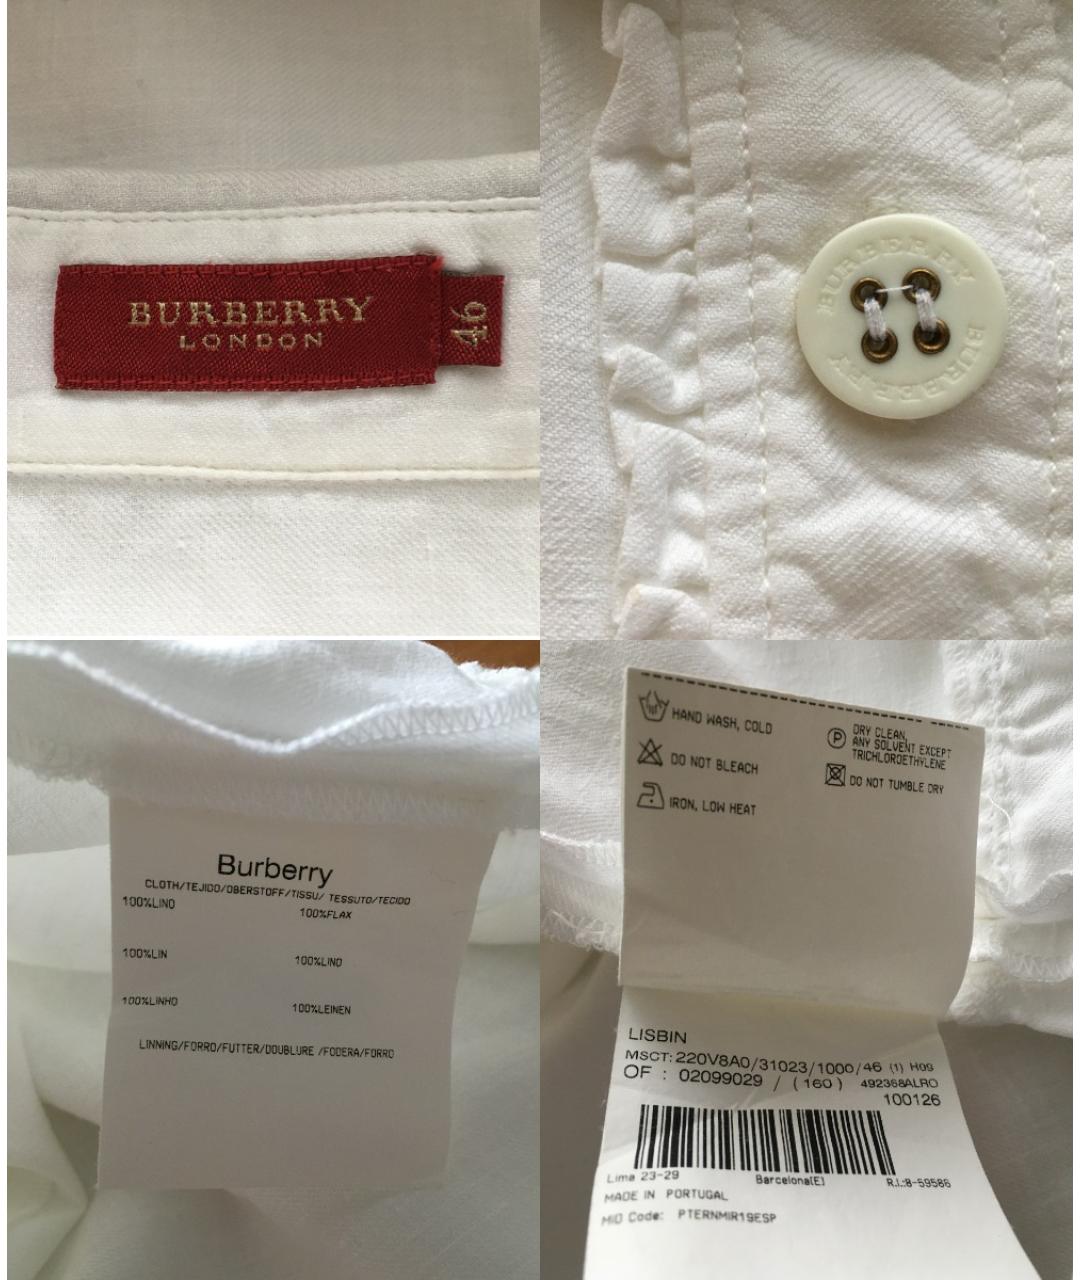 BURBERRY
LONDON
46
BURBERRY
BURBERRY
Burberry
CLOTH/TEJIDO/OBERSTOFF/TISSU/ TESSUTO/TECIDO
100%LINO
100%FLAX
100%LIN
100%LINO
100%LINHO
100%LEINEN
LINNING/FORRO/FUTTER/DOUBLURE /FODERA/FORRO
HAND WASH, COLD
DO NOT BLEACH
IRON, LOW HEAT
P
DRY CLEAN,
ANY SOLVENT EXCEPT
TRICHLOROETHYLENE
DO NOT TUMBLE DRY
LISBIN
MSCT: 220V8A0/31023/1000/46 (1) H09
OF : 02099029 / (160) 492368ALRO
100126
Lima 23-29 Barcelona[E] R.I.:8-59586
MADE IN PORTUGAL
MID Code: PTERNMIR19ESP